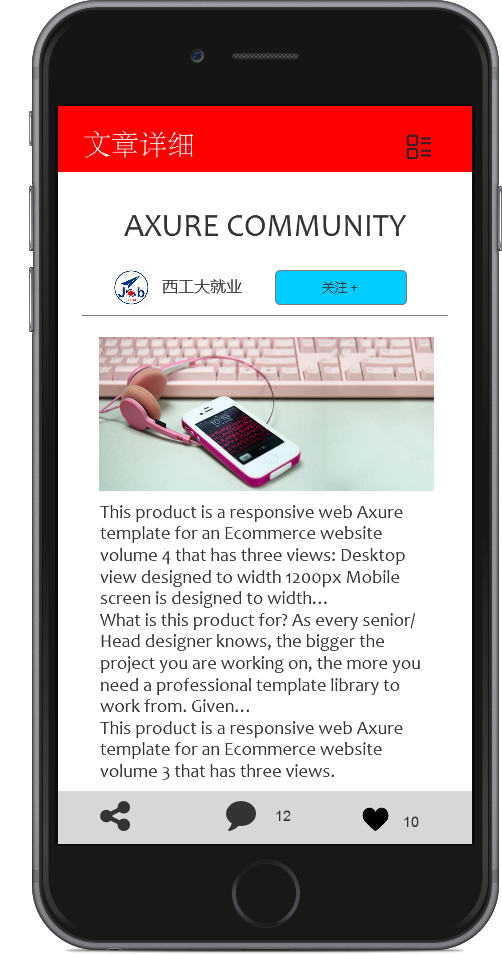 文章详细
AXURE COMMUNITY
Job
西工大就业
关注 +
10:19
This product is a responsive web Axure
template for an Ecommerce website
volume 4 that has three views: Desktop
view designed to width 1200px Mobile
screen is designed to width...
What is this product for? As every senior/
Head designer knows, the bigger the
project you are working on, the more you
need a professional template library to
work from. Given...
This product is a responsive web Axure
template for an Ecommerce website
volume 3 that has three views.
12
10